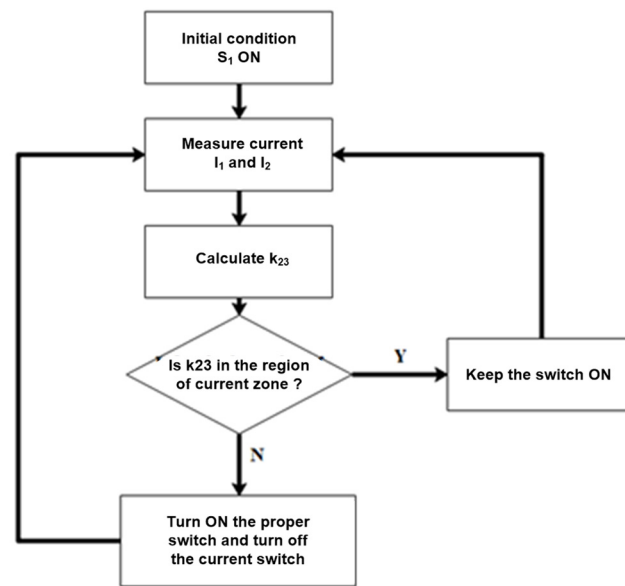 Initial condition
S₁ ON
Measure current
I₁ and I₂
Calculate k₂₃
Is k23 in the region
of current zone ?
Y
Keep the switch ON
N
Turn ON the proper
switch and turn off
the current switch